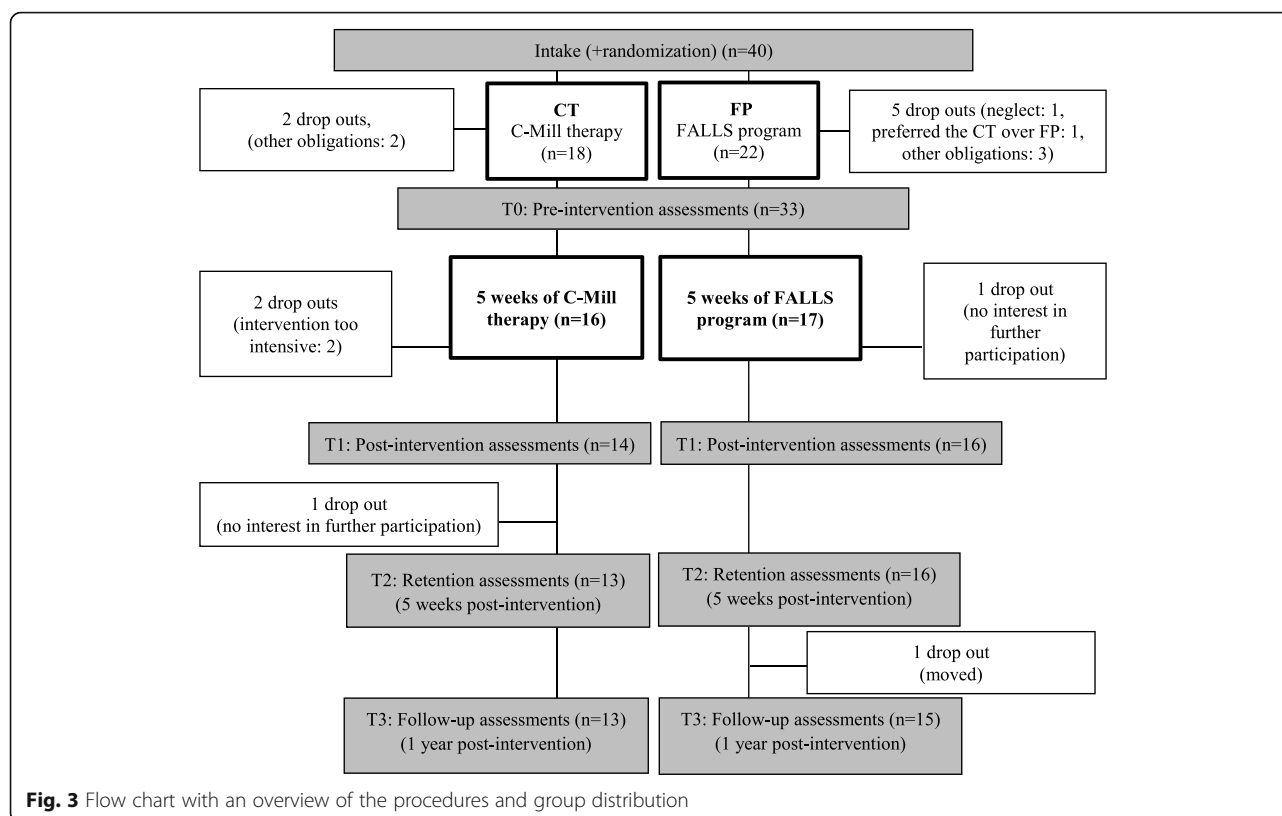 Intake (+randomization) (n=40)
2 drop outs,
(other obligations: 2)
CT
C-Mill therapy
(n=18)
FP
FALLS program
(n=22)
5 drop outs (neglect: 1,
preferred the CT over FP: 1,
other obligations: 3)
T0: Pre-intervention assessments (n=33)
2 drop outs
(intervention too
intensive: 2)
5 weeks of C-Mill
therapy (n=16)
5 weeks of FALLS
program (n=17)
1 drop out
(no interest in
further
participation)
T1: Post-intervention assessments (n=14)
T1: Post-intervention assessments (n=16)
1 drop out
(no interest in further participation)
T2: Retention assessments (n=13)
(5 weeks post-intervention)
T2: Retention assessments (n=16)
(5 weeks post-intervention)
1 drop out
(moved)
T3: Follow-up assessments (n=13)
(1 year post-intervention)
T3: Follow-up assessments (n=15)
(1 year post-intervention)
Fig. 3 Flow chart with an overview of the procedures and group distribution